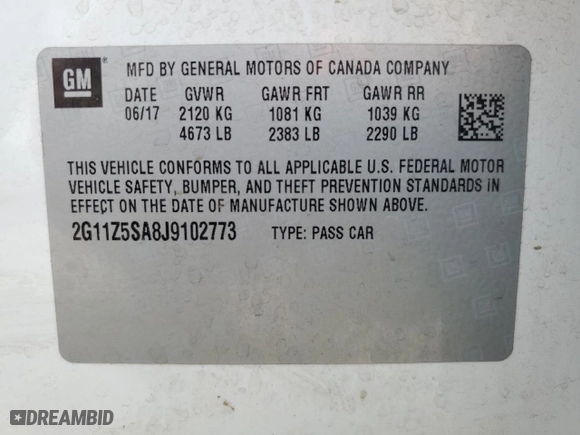 GM
MFD BY GENERAL MOTORS OF CANADA COMPANY
DATE GVWR GAWR FRT GAWR RR
06/17 2120 KG 1081 KG 1039 KG
4673 LB 2383 LB 2290 LB
THIS VEHICLE CONFORMS TO ALL APPLICABLE U.S. FEDERAL MOTOR
VEHICLE SAFETY, BUMPER, AND THEFT PREVENTION STANDARDS IN
EFFECT ON THE DATE OF MANUFACTURE SHOWN ABOVE.
2G11Z5SA8J9102773 TYPE: PASS CAR
DREAMBID